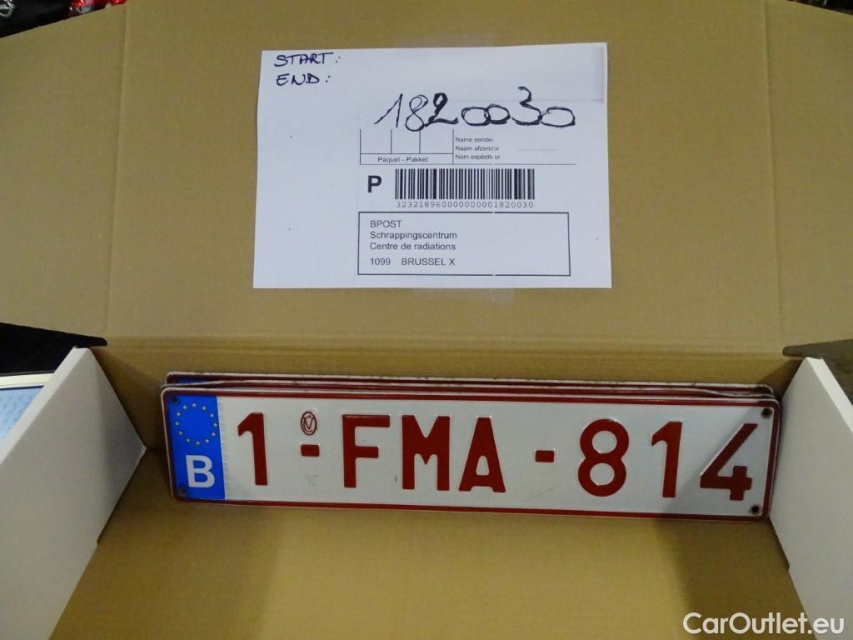 START:
END:
1820030
Name sender
Naam afzender
Nom expéditeur
Paquet - Pakket
P
323218960000000001820030
BPOST
Schrappingscentrum
Centre de radiations
1099 BRUSSEL X
B 1-FMA-814
CarOutlet.eu